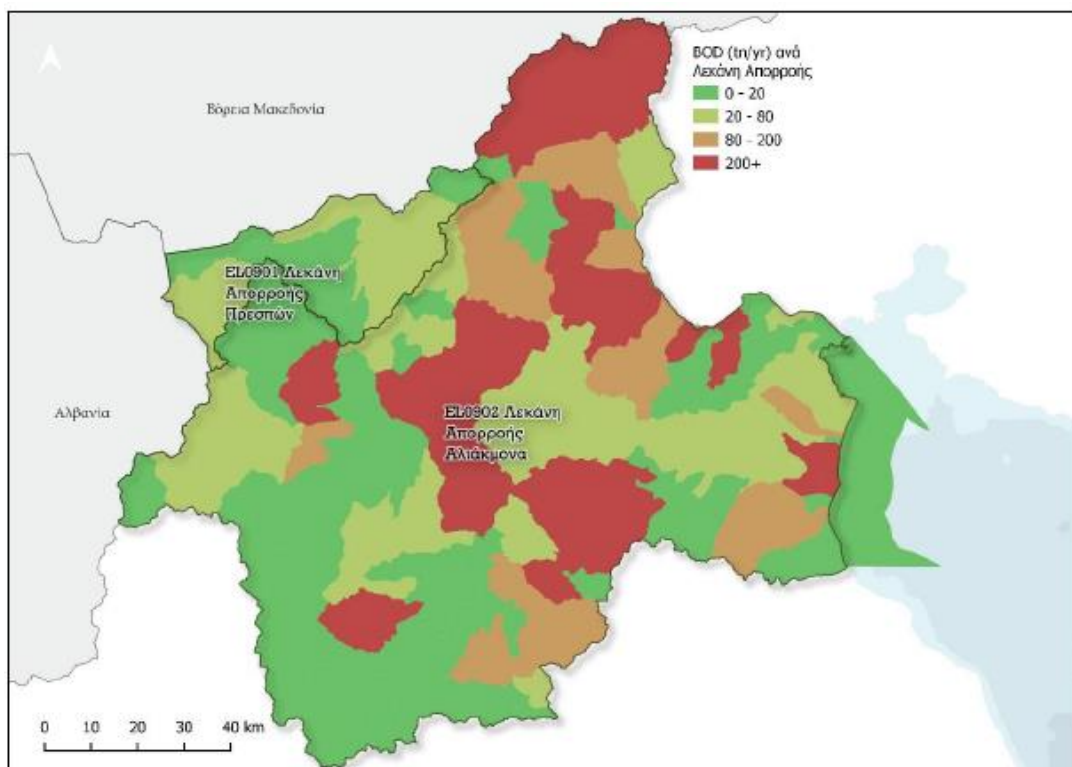 BOD (tn/yr) ανά
Λεκάνη Απορροής
0 - 20
20 - 80
80 - 200
200+
Βόρεια Μακεδονία
EL0901 Λεκάνη
Απορροής
Πρεσπών
Αλβανία
EL0902 Λεκάνη
Απορροής
Αλιάκμονα
0 10 20 30 40 km